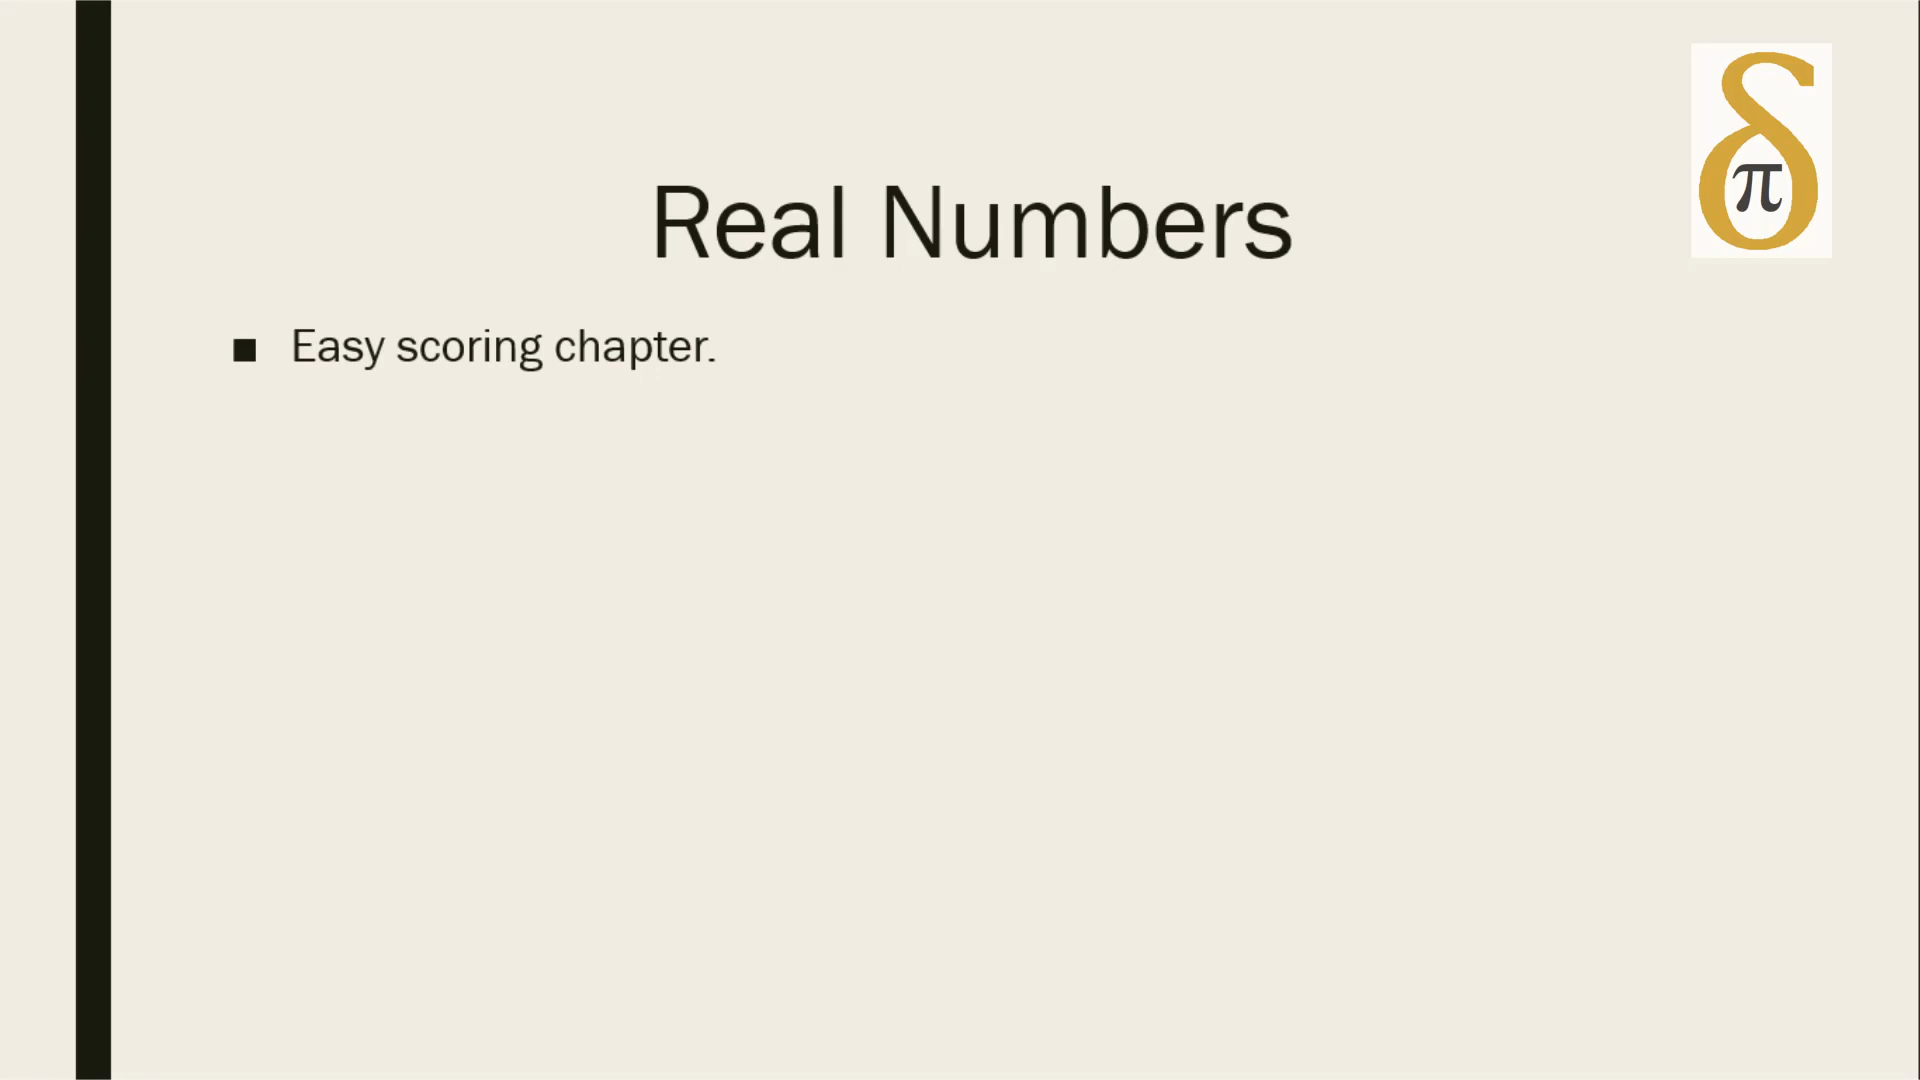 δ
π
Real Numbers
■ Easy scoring chapter.